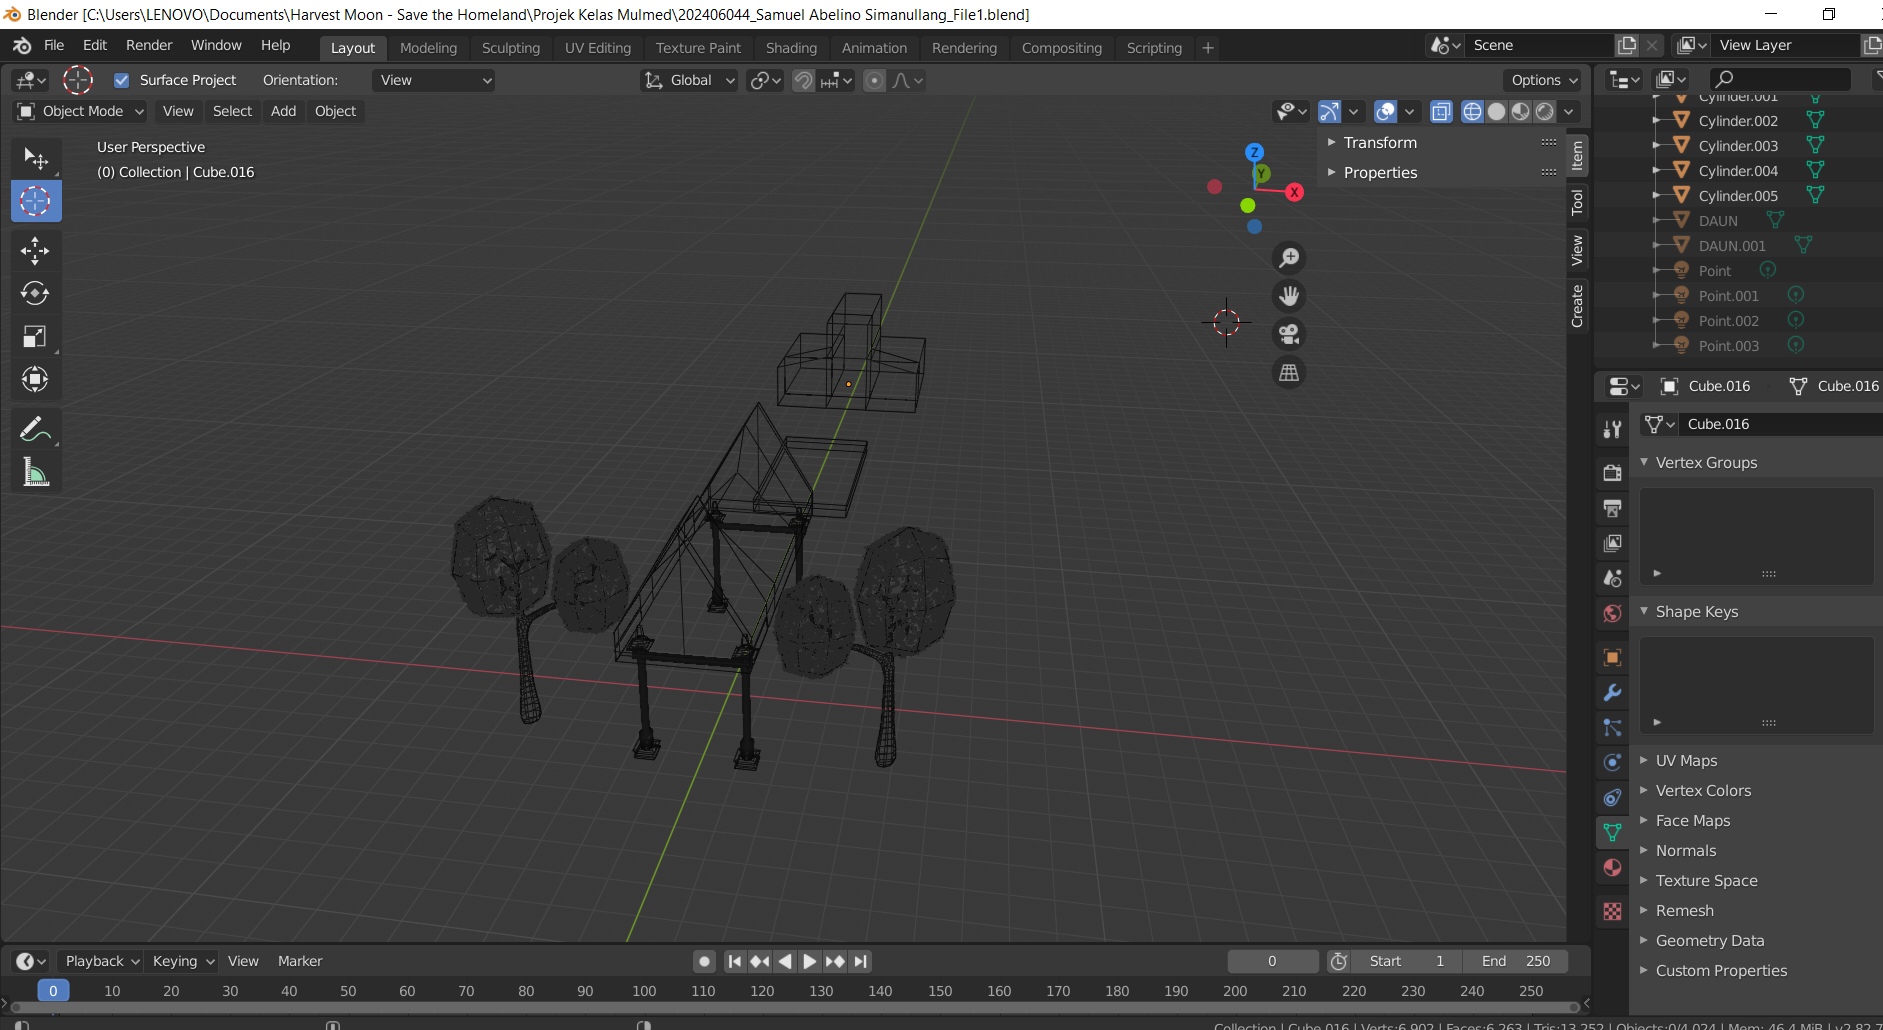 Blender [C:\Users\LENOVO\Documents\Harvest Moon - Save the Homeland\Projek Kelas Mulmed\202406044_Samuel Abelino Simanullang_File1.blend]
File Edit Render Window Help Layout Modeling Sculpting UV Editing Texture Paint Shading Animation Rendering Compositing Scripting + Scene View Layer
Surface Project Orientation: View Global Options
Object Mode View Select Add Object
User Perspective
(0) Collection | Cube.016
Z
Y
X
Transform
Properties
Item
Tool
View
Create
Cylinder.001
Cylinder.002
Cylinder.003
Cylinder.004
Cylinder.005
DAUN
DAUN.001
Point
Point.001
Point.002
Point.003
Cube.016 Cube.016
Cube.016
Vertex Groups
Shape Keys
UV Maps
Vertex Colors
Face Maps
Normals
Texture Space
Remesh
Geometry Data
Custom Properties
Playback Keying View Marker 0 Start 1 End 250
0 10 20 30 40 50 60 70 80 90 100 110 120 130 140 150 160 170 180 190 200 210 220 230 240 250
Collection | Cube.016 | Verts:6,902 | Faces:6,263 | Tris:13,252 | Objects:0/4,024 | Mem: 46.4 MiB | v2.82.7